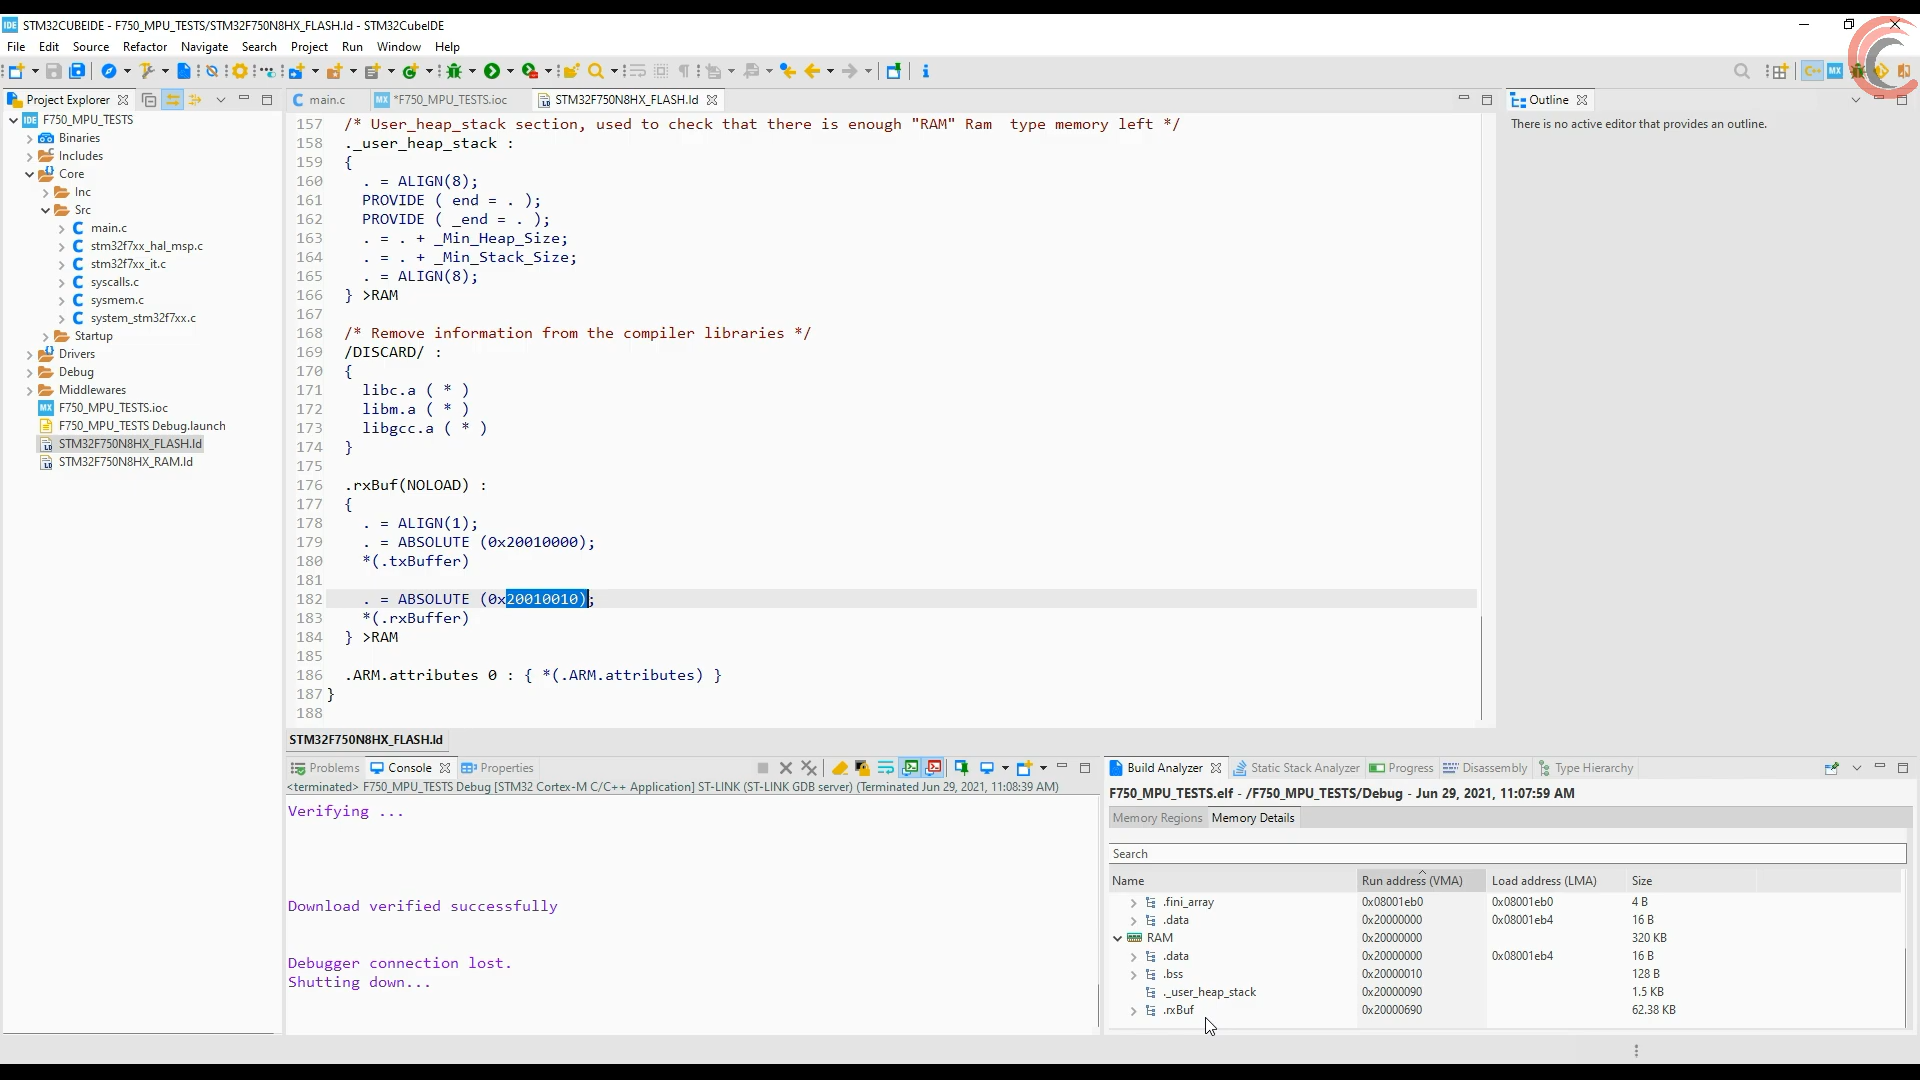 IDE STM32CUBEIDE - F750_MPU_TESTS/STM32F750N8HX_FLASH.ld - STM32CubeIDE
File Edit Source Refactor Navigate Search Project Run Window Help
Project Explorer
main.c
MX *F750_MPU_TESTS.ioc
STM32F750N8HX_FLASH.ld
Outline
There is no active editor that provides an outline.
IDE F750_MPU_TESTS
Binaries
Includes
Core
Inc
Src
main.c
stm32f7xx_hal_msp.c
stm32f7xx_it.c
syscalls.c
sysmem.c
system_stm32f7xx.c
Startup
Drivers
Debug
Middlewares
MX F750_MPU_TESTS.ioc
F750_MPU_TESTS Debug.launch
STM32F750N8HX_FLASH.ld
STM32F750N8HX_RAM.ld
157 /* User_heap_stack section, used to check that there is enough "RAM" Ram  type memory left */
158 ._user_heap_stack :
159 {
160 . = ALIGN(8);
161 PROVIDE ( end = . );
162 PROVIDE ( _end = . );
163 . = . + _Min_Heap_Size;
164 . = . + _Min_Stack_Size;
165 . = ALIGN(8);
166 } >RAM
167
168 /* Remove information from the compiler libraries */
169 /DISCARD/ :
170 {
171 libc.a ( * )
172 libm.a ( * )
173 libgcc.a ( * )
174 }
175
176 .rxBuf(NOLOAD) :
177 {
178 . = ALIGN(1);
179 . = ABSOLUTE (0x20010000);
180 *(.txBuffer)
181
182 . = ABSOLUTE (0x20010010);
183 *(.rxBuffer)
184 } >RAM
185
186 .ARM.attributes 0 : { *(.ARM.attributes) }
187 }
188
STM32F750N8HX_FLASH.ld
Problems Console Properties
<terminated> F750_MPU_TESTS Debug [STM32 Cortex-M C/C++ Application] ST-LINK (ST-LINK GDB server) (Terminated Jun 29, 2021, 11:08:39 AM)
Verifying ...
Download verified successfully
Debugger connection lost.
Shutting down...
Build Analyzer Static Stack Analyzer Progress Disassembly Type Hierarchy
F750_MPU_TESTS.elf - /F750_MPU_TESTS/Debug - Jun 29, 2021, 11:07:59 AM
Memory Regions Memory Details
Search
Name Run address (VMA) Load address (LMA) Size
.fini_array 0x08001eb0 0x08001eb0 4 B
.data 0x20000000 0x08001eb4 16 B
RAM 0x20000000 320 KB
.data 0x20000000 0x08001eb4 16 B
.bss 0x20000010 128 B
._user_heap_stack 0x20000090 1.5 KB
.rxBuf 0x20000690 62.38 KB